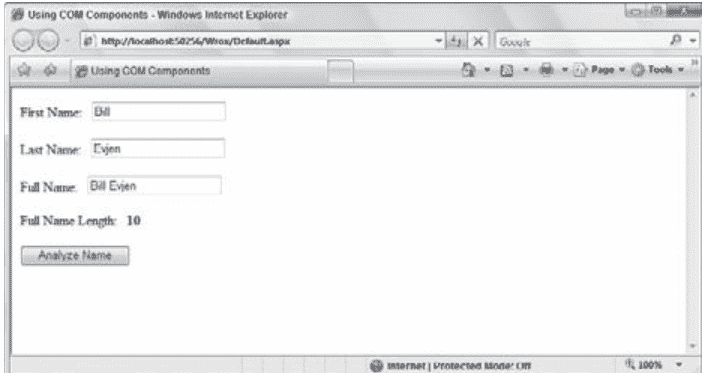 Using COM Components - Windows Internet Explorer
http://localhost:50256/Wrox/Default.aspx
Google
Using COM Components
Page
Tools
First Name: Bill
Last Name: Evjen
Full Name: Bill Evjen
Full Name Length: 10
Analyze Name
Internet | Protected Mode: Off
100%